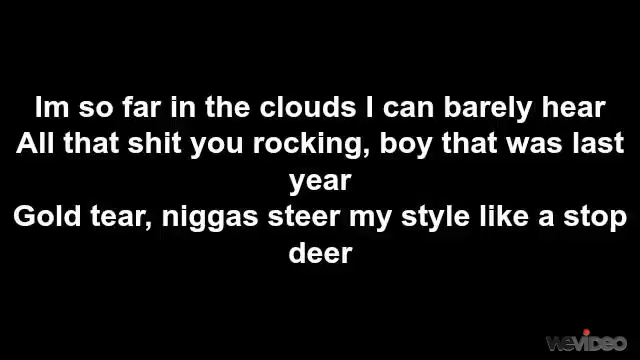 Im so far in the clouds I can barely hear
All that shit you rocking, boy that was last
year
Gold tear, niggas steer my style like a stop
deer
WeVideo